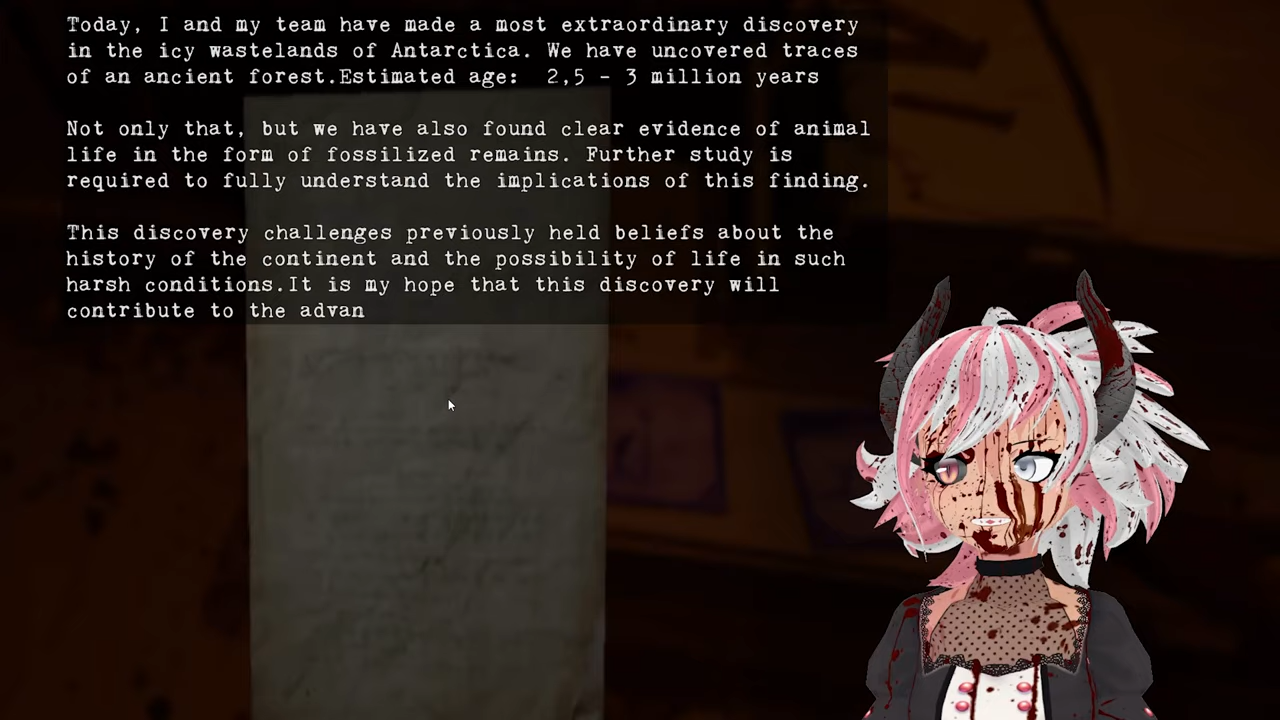 Today, I and my team have made a most extraordinary discovery
in the icy wastelands of Antarctica. We have uncovered traces
of an ancient forest.Estimated age:  2,5 - 3 million years
Not only that, but we have also found clear evidence of animal
life in the form of fossilized remains. Further study is
required to fully understand the implications of this finding.
This discovery challenges previously held beliefs about the
history of the continent and the possibility of life in such
harsh conditions.It is my hope that this discovery will
contribute to the advan